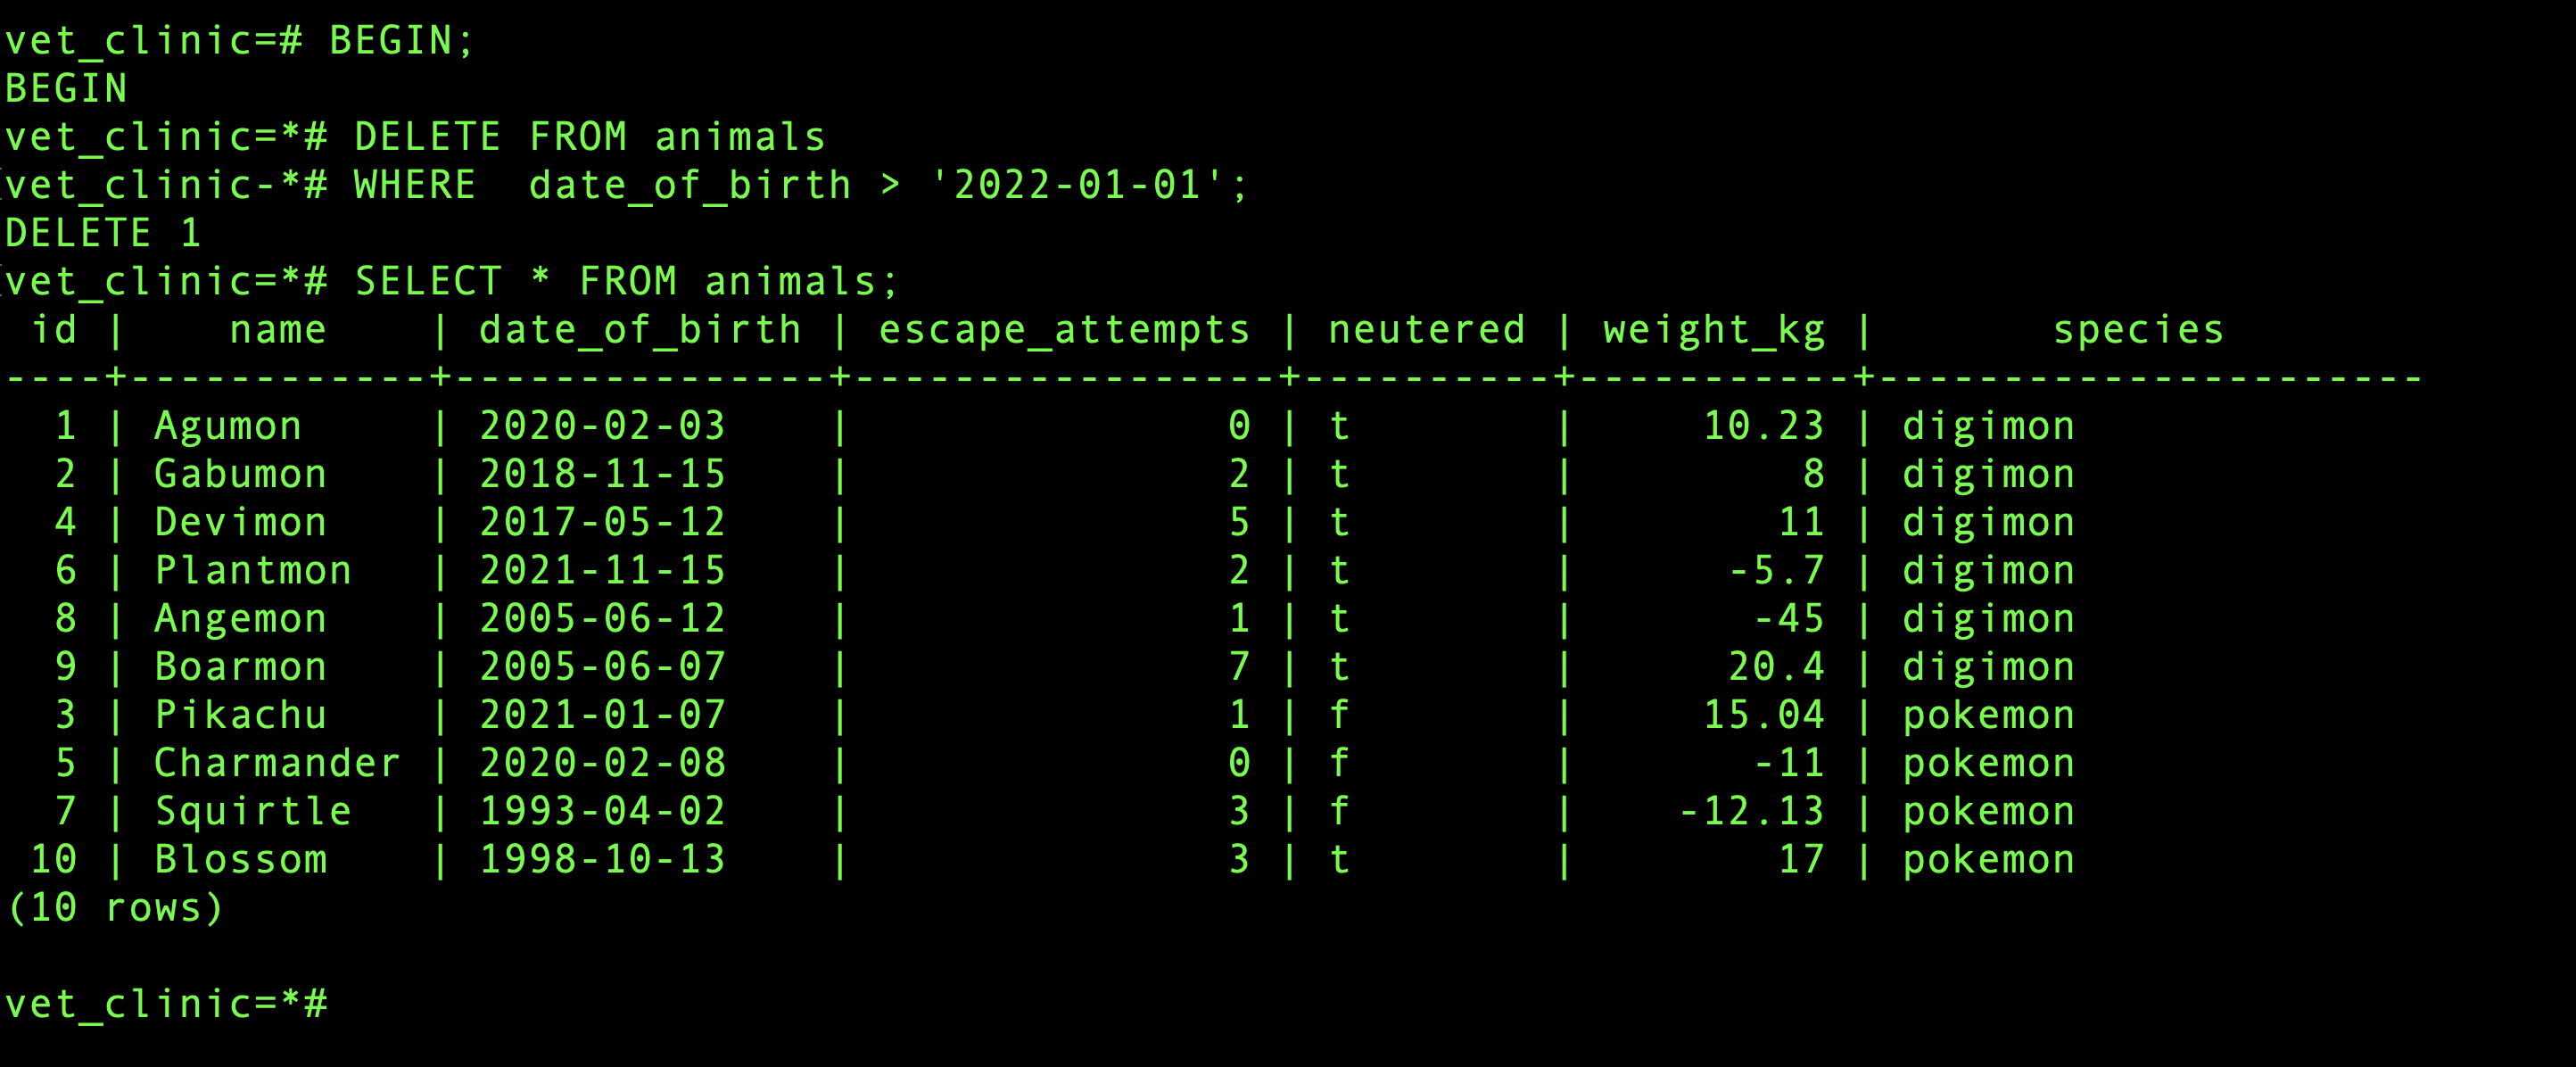 vet_clinic=# BEGIN;
BEGIN
vet_clinic=*# DELETE FROM animals
vet_clinic-*# WHERE  date_of_birth > '2022-01-01';
DELETE 1
vet_clinic=*# SELECT * FROM animals;
 id |    name    | date_of_birth | escape_attempts | neutered | weight_kg |       species
----+------------+---------------+-----------------+----------+-----------+----------------------
  1 | Agumon     | 2020-02-03    |               0 | t        |     10.23 | digimon
  2 | Gabumon    | 2018-11-15    |               2 | t        |         8 | digimon
  4 | Devimon    | 2017-05-12    |               5 | t        |        11 | digimon
  6 | Plantmon   | 2021-11-15    |               2 | t        |      -5.7 | digimon
  8 | Angemon    | 2005-06-12    |               1 | t        |       -45 | digimon
  9 | Boarmon    | 2005-06-07    |               7 | t        |      20.4 | digimon
  3 | Pikachu    | 2021-01-07    |               1 | f        |     15.04 | pokemon
  5 | Charmander | 2020-02-08    |               0 | f        |       -11 | pokemon
  7 | Squirtle   | 1993-04-02    |               3 | f        |    -12.13 | pokemon
 10 | Blossom    | 1998-10-13    |               3 | t        |        17 | pokemon
(10 rows)

vet_clinic=*#